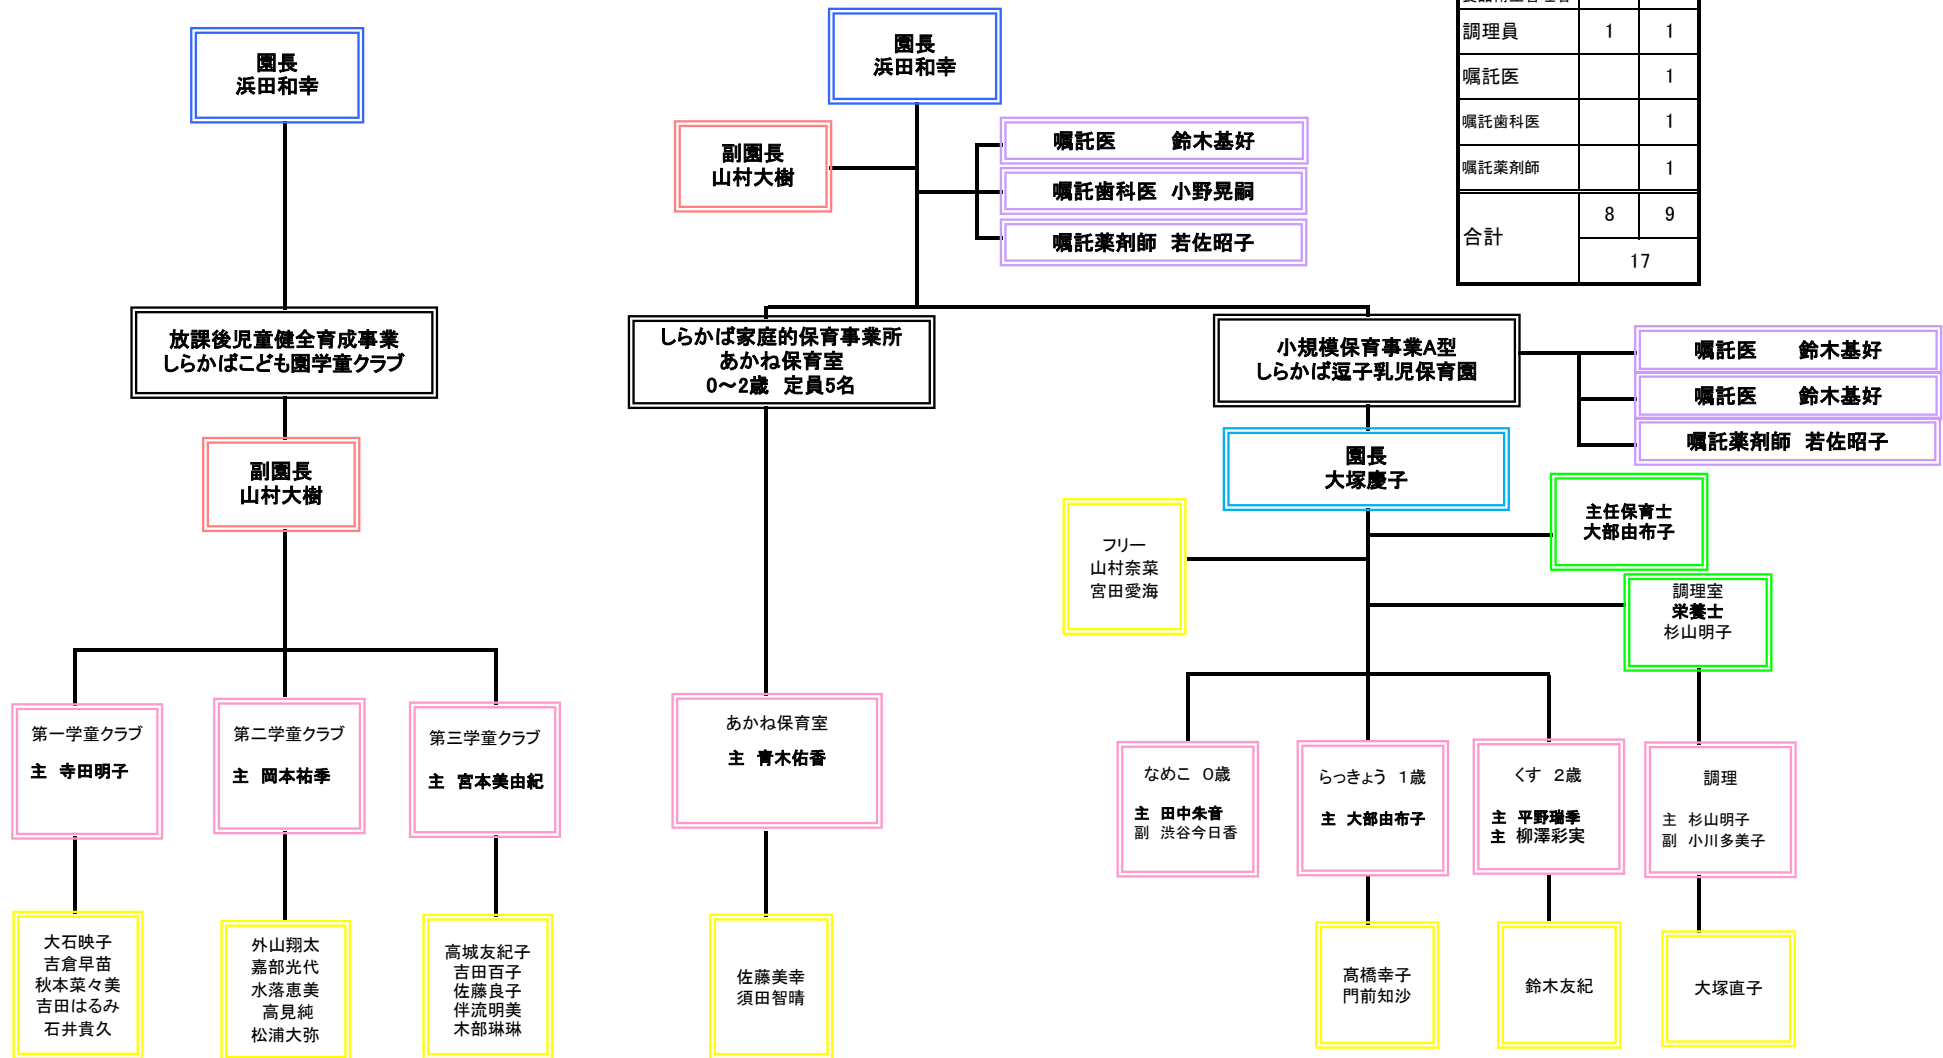 園長
浜田和幸
放課後児童健全育成事業
しらかばこども園学童クラブ
副園長
山村大樹
第一学童クラブ
主 寺田明子
第二学童クラブ
主 岡本祐季
第三学童クラブ
主 宮本美由紀
大石映子
吉倉早苗
秋本菜々美
吉田はるみ
石井貴久
外山翔太
嘉部光代
水落恵美
高見純
松浦大弥
高城友紀子
吉田百子
佐藤良子
伴流明美
木部琳琳
園長
浜田和幸
副園長
山村大樹
嘱託医 鈴木基好
嘱託歯科医 小野晃嗣
嘱託薬剤師 若佐昭子
しらかば家庭的保育事業所
あかね保育室
0～2歳 定員5名
あかね保育室
主 青木佑香
佐藤美幸
須田智晴
小規模保育事業A型
しらかば逗子乳児保育園
嘱託医 鈴木基好
嘱託医 鈴木基好
嘱託薬剤師 若佐昭子
園長
大塚慶子
主任保育士
大部由布子
フリー
山村奈菜
宮田愛海
調理室
栄養士
杉山明子
なめこ 0歳
主 田中朱音
副 渋谷今日香
らっきょう 1歳
主 大部由布子
くす 2歳
主 平野瑞季
主 柳澤彩実
調理
主 杉山明子
副 小川多美子
髙橋幸子
門前知沙
鈴木友紀
大塚直子
調理員 1 1
嘱託医 1
嘱託歯科医 1
嘱託薬剤師 1
合計 8 9
17